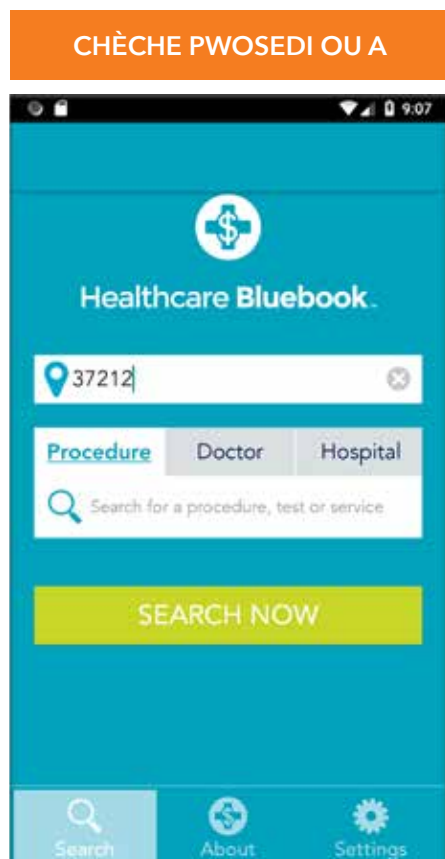 CHÈCHE PWOSEDI OU A
9:07
Healthcare Bluebook™
37212
Procedure Doctor Hospital
Search for a procedure, test or service
SEARCH NOW
Search About Settings